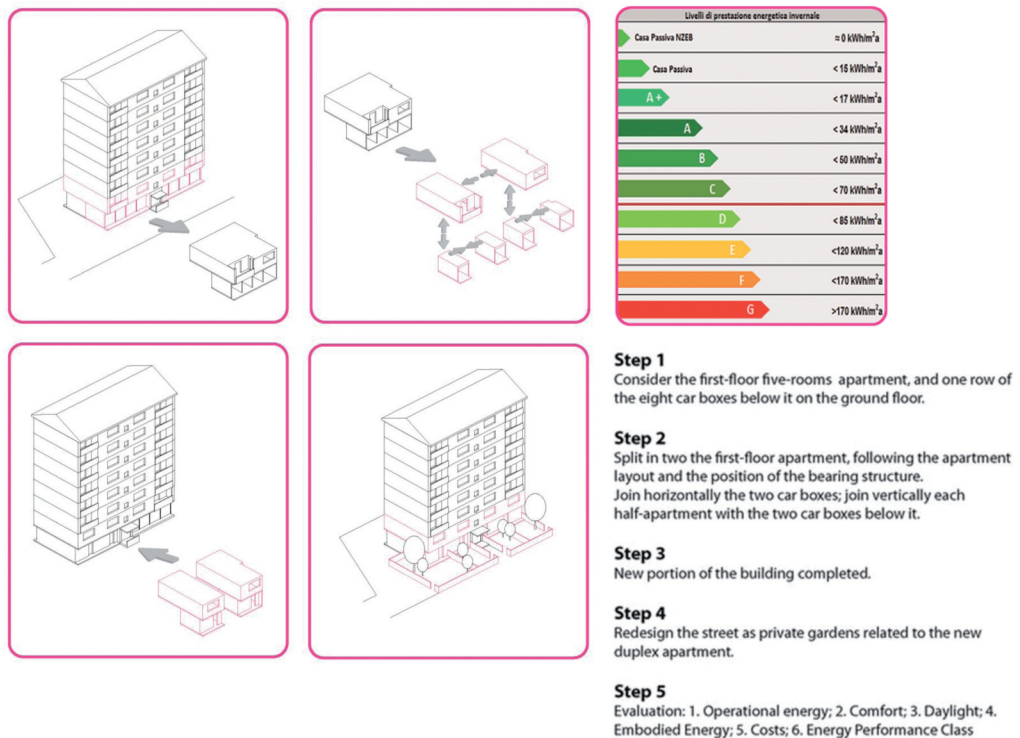 Livelli di prestazione energetica invernale
Casa Passiva NZEB ≈ 0 kWh/m²a
Casa Passiva < 15 kWh/m²a
A+ < 17 kWh/m²a
A < 34 kWh/m²a
B < 50 kWh/m²a
C < 70 kWh/m²a
D < 85 kWh/m²a
E <120 kWh/m²a
F <170 kWh/m²a
G >170 kWh/m²a
Step 1
Consider the first-floor five-rooms apartment, and one row of
the eight car boxes below it on the ground floor.
Step 2
Split in two the first-floor apartment, following the apartment
layout and the position of the bearing structure.
Join horizontally the two car boxes; join vertically each
half-apartment with the two car boxes below it.
Step 3
New portion of the building completed.
Step 4
Redesign the street as private gardens related to the new
duplex apartment.
Step 5
Evaluation: 1. Operational energy; 2. Comfort; 3. Daylight; 4.
Embodied Energy; 5. Costs; 6. Energy Performance Class